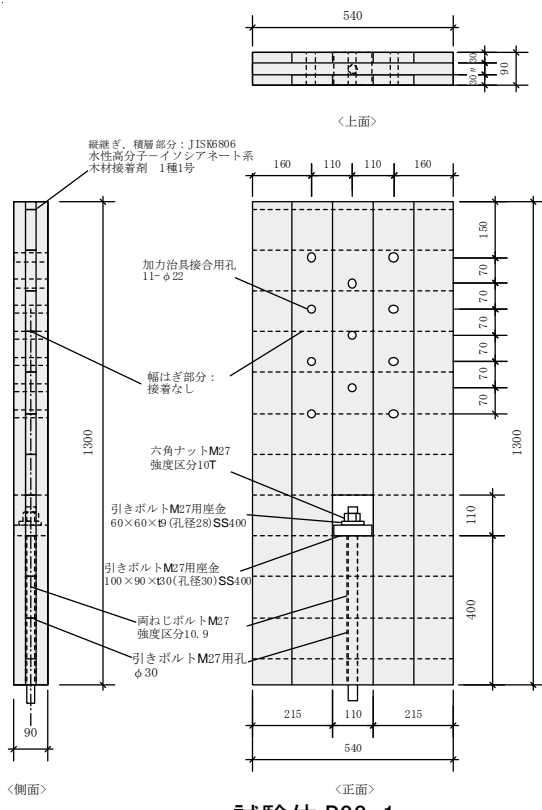 540
30
30 〃
90
〈上面〉
縦継ぎ、積層部分：JISK6806
水性高分子－イソシアネート系
木材接着剤　1種1号
160
110
110
160
加力治具接合用孔
11-φ22
150
70
70
70
70
70
70
幅はぎ部分：
接着なし
1300
1300
六角ナットM27
強度区分10T
引きボルトM27用座金
60×60×t9(孔径28)SS400
110
引きボルトM27用座金
100×90×t30(孔径30)SS400
400
両ねじボルトM27
強度区分10.9
引きボルトM27用孔
φ30
90
215
110
215
540
〈側面〉
〈正面〉